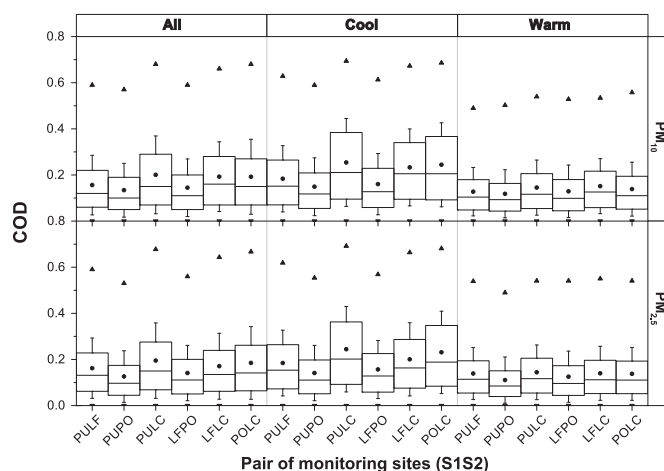 All Cool Warm
0.8
0.6
0.4
0.2
0.8
0.6
0.4
0.2
0.0
COD
PM10
PM2,5
PULF PUPO PULC LFPO LFLC POLC PULF PUPO PULC LFPO LFLC POLC PULF PUPO PULC LFPO LFLC POLC
Pair of monitoring sites (S1S2)